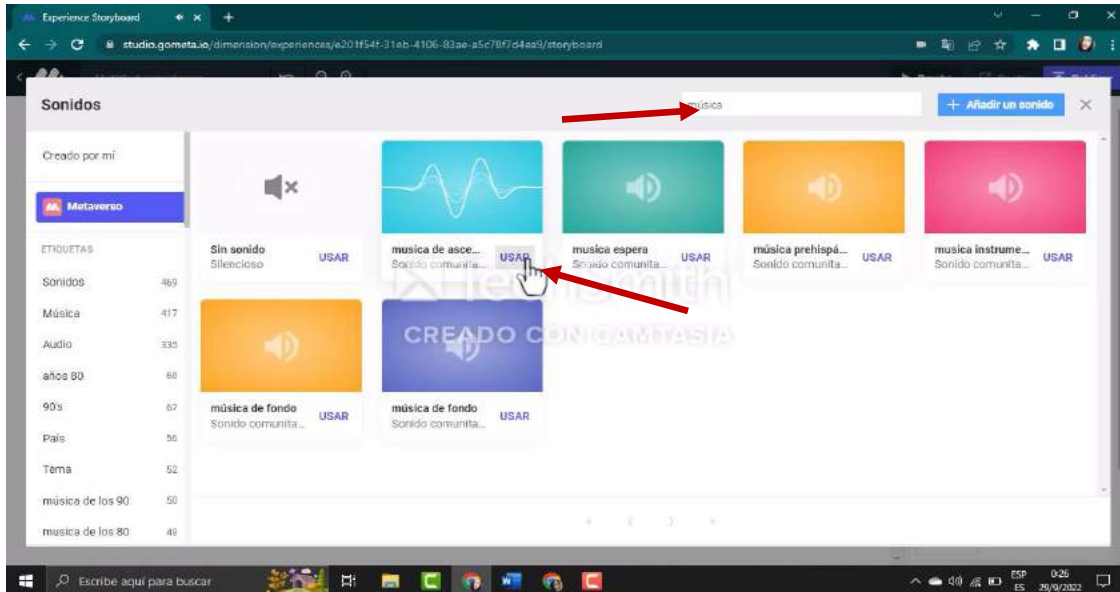 Experience Storyboard
studio.gometa.io/dimension/experiences/e201f54f-31eb-4106-83ae-a5c78f7d4aa9/storyboard
Sonidos
música
+ Añadir un sonido
Creado por mí
Metaverso
ETIQUETAS
Sonidos 469
Música 417
Audio 335
años 80 68
90's 67
País 56
Tema 52
música de los 90 50
musica de los 80 49
Sin sonido
Silencioso
USAR
musica de asce...
Sonido comunita...
USAR
musica espera
Sonido comunita...
USAR
música prehispá...
Sonido comunita...
USAR
musica instrume...
Sonido comunita...
USAR
música de fondo
Sonido comunita...
USAR
música de fondo
Sonido comunita...
USAR
TechSmith
CREADO CON CAMTASIA
Escribe aquí para buscar
ESP
ES
0:26
29/9/2022